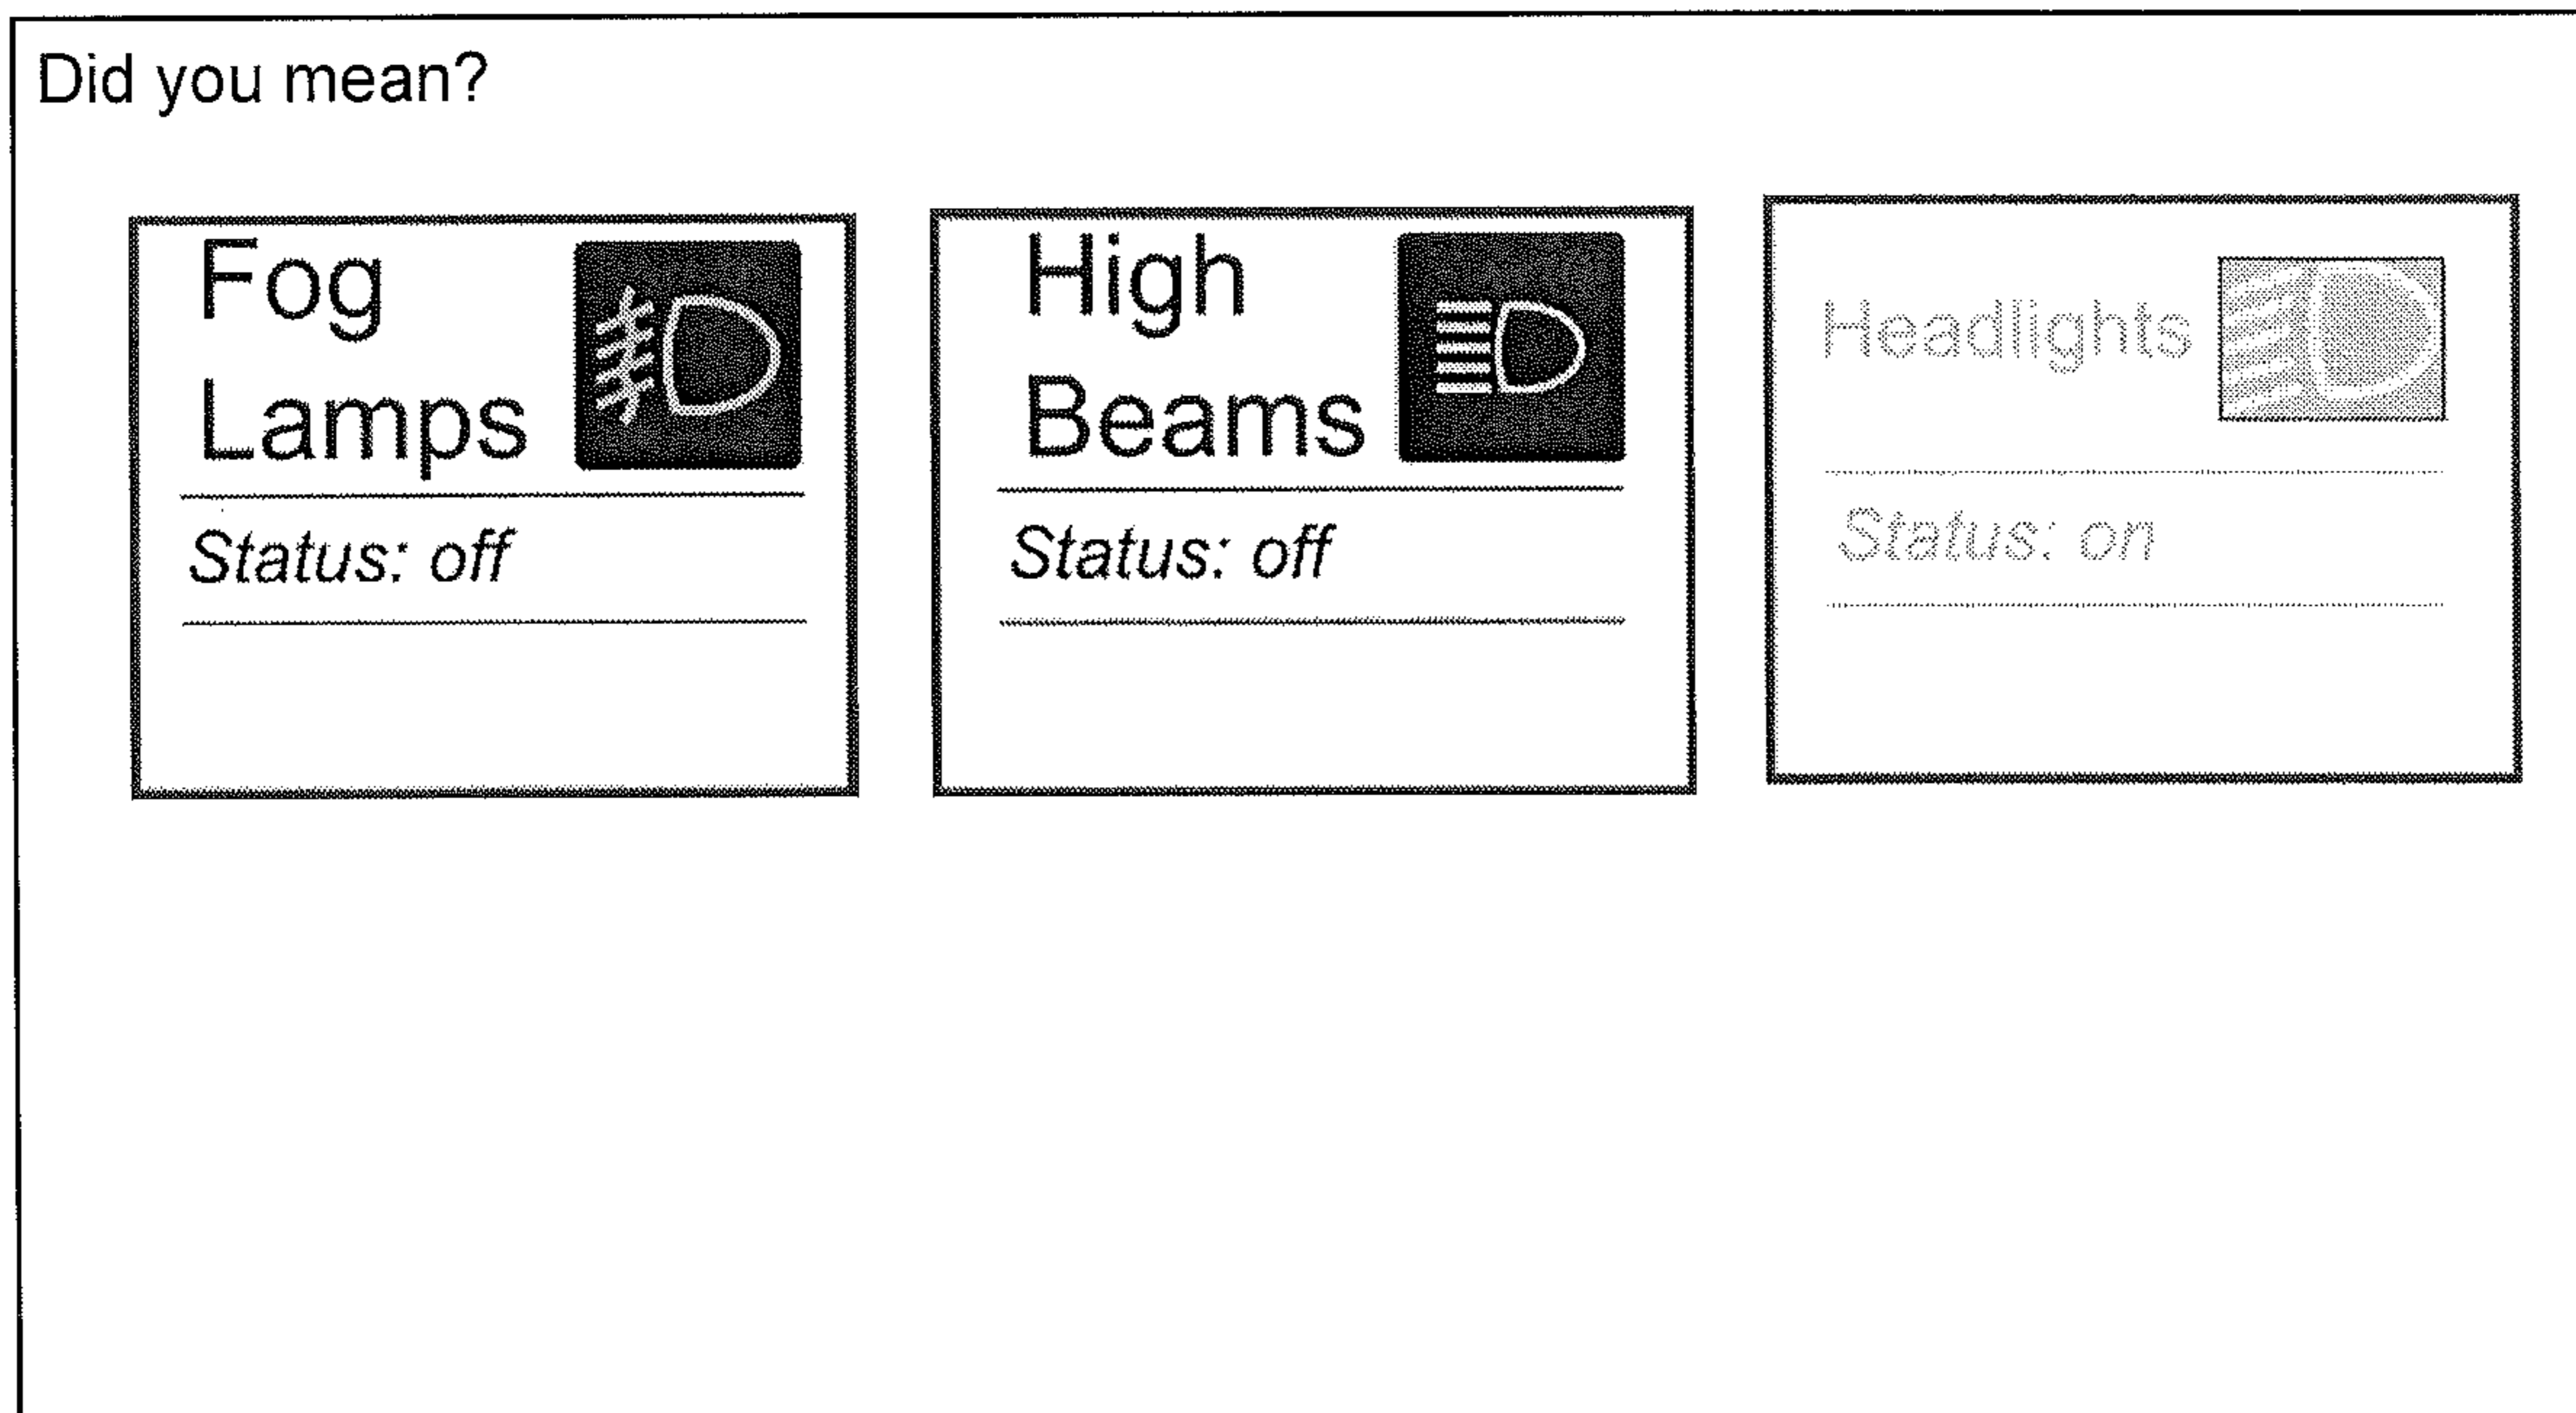 Did you mean?
Fog
Lamps
Status: off
High
Beams
Status: off
Headlights
Status: on